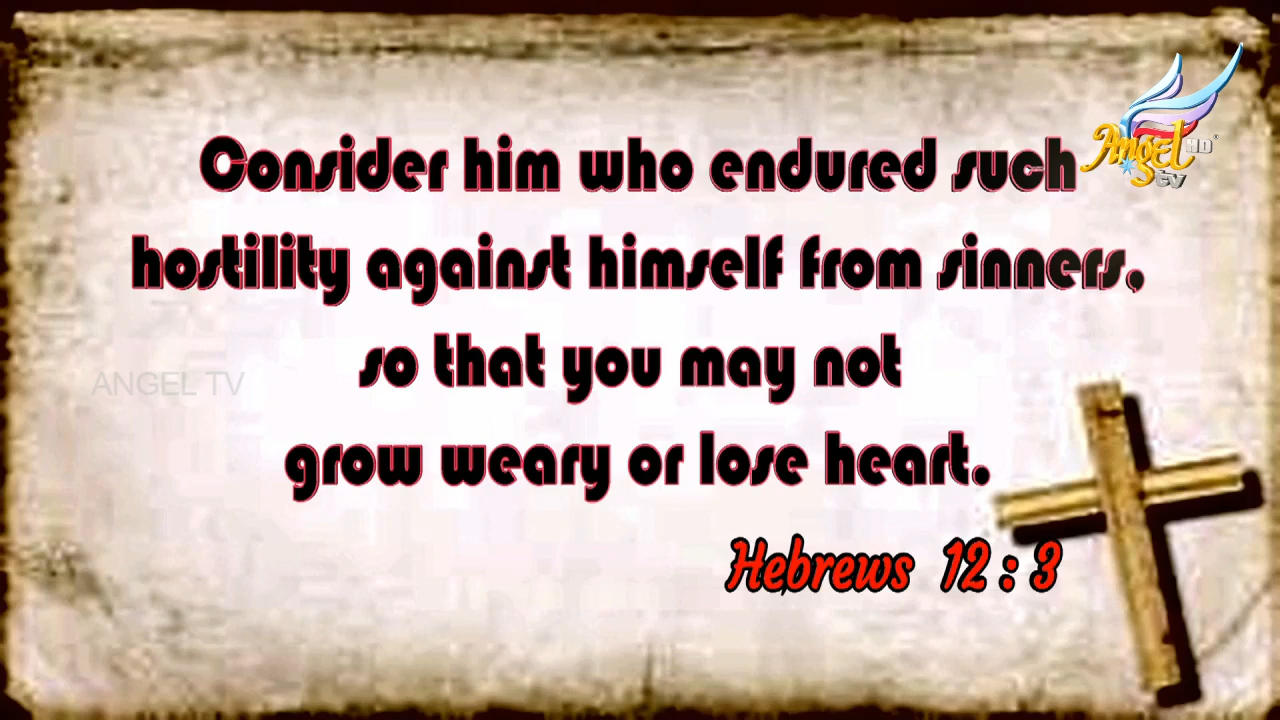 Consider him who endured such
hostility against himself from sinners,
so that you may not
grow weary or lose heart.
Hebrews 12 : 3
Angel HD
tv
ANGEL TV